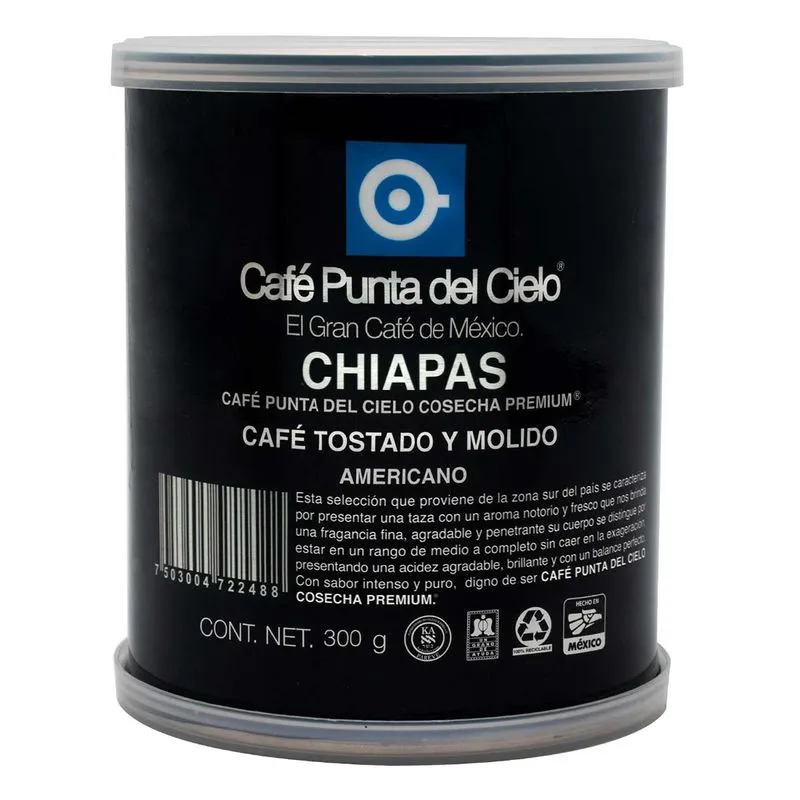 Café Punta del Cielo®
El Gran Café de México.
CHIAPAS
CAFÉ PUNTA DEL CIELO COSECHA PREMIUM®
CAFÉ TOSTADO Y MOLIDO
AMERICANO
Esta selección que proviene de la zona sur del país se caracteriza
por presentar una taza con un aroma notorio y fresco que nos brinda
una fragancia fina, agradable y penetrante su cuerpo se distingue por
estar en un rango de medio a completo sin caer en la exageración,
presentando una acidez agradable, brillante y con un balance perfecto.
Con sabor intenso y puro, digno de ser CAFÉ PUNTA DEL CIELO
COSECHA PREMIUM.®
7 503004 722488
CONT. NET. 300 g
KA
UN
GRANO
DE
AYUDA
100% RECICLABLE
HECHO EN
MÉXICO